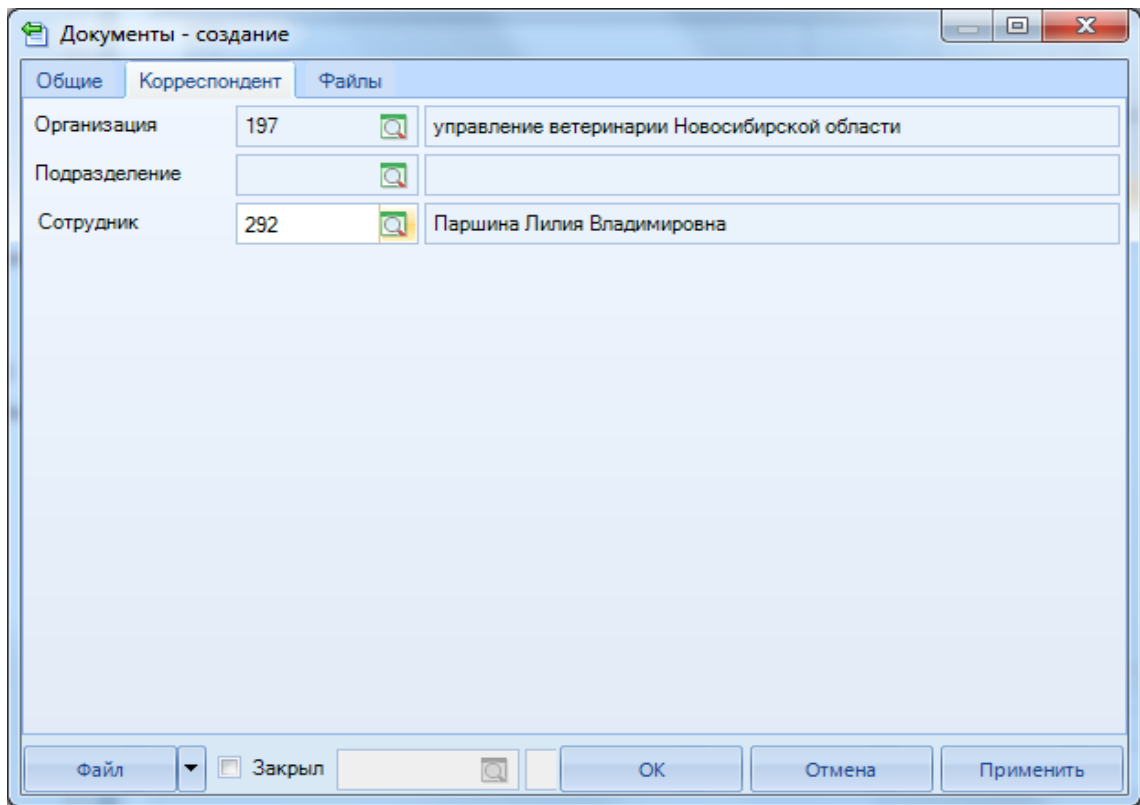 Документы - создание
Общие Корреспондент Файлы
Организация 197 управление ветеринарии Новосибирской области
Подразделение
Сотрудник 292 Паршина Лилия Владимировна
Файл Закрыл ОК Отмена Применить